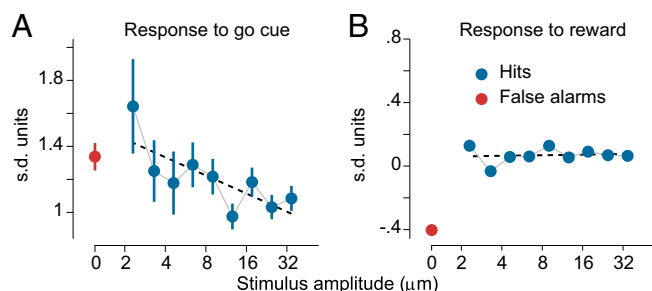 A
Response to go cue
s.d. units
1.8
1.4
1
0
2
4
8
16
32
B
Response to reward
s.d. units
.8
.4
0
-.4
Hits
False alarms
0
2
4
8
16
32
Stimulus amplitude (μm)